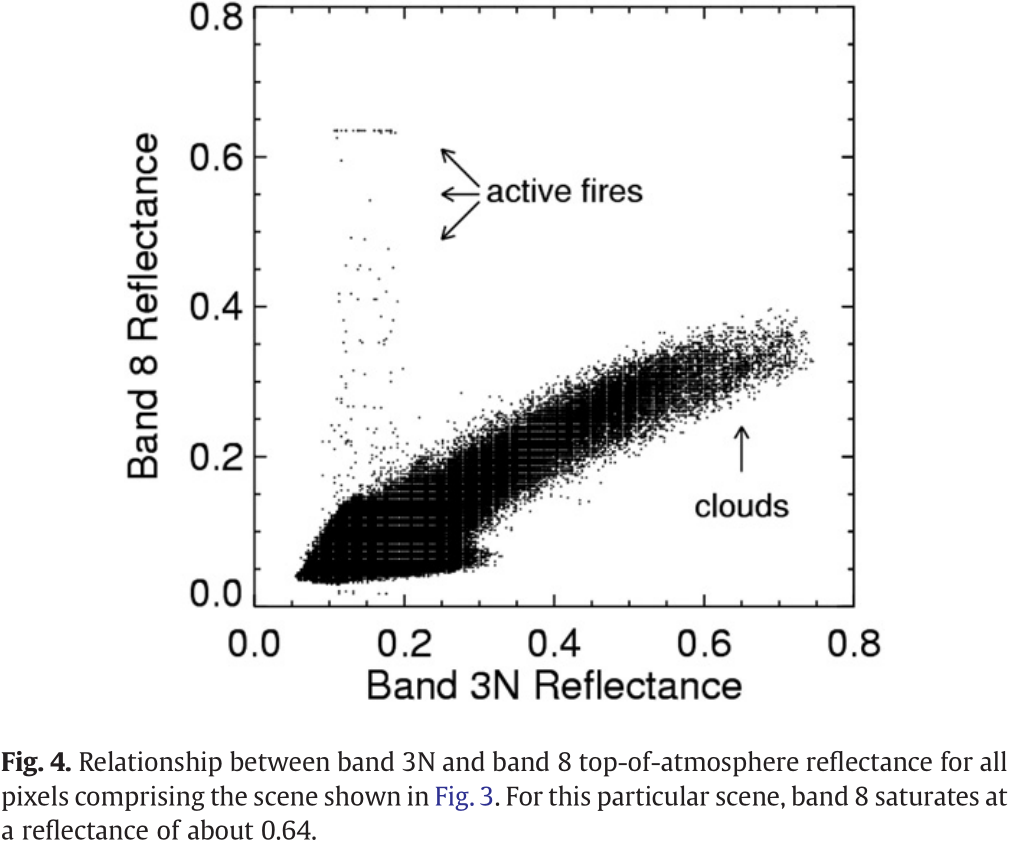 0.8
0.6
0.4
0.2
0.0
Band 8 Reflectance
active fires
clouds
0.0 0.2 0.4 0.6 0.8
Band 3N Reflectance
Fig. 4. Relationship between band 3N and band 8 top-of-atmosphere reflectance for all
pixels comprising the scene shown in Fig. 3. For this particular scene, band 8 saturates at
a reflectance of about 0.64.